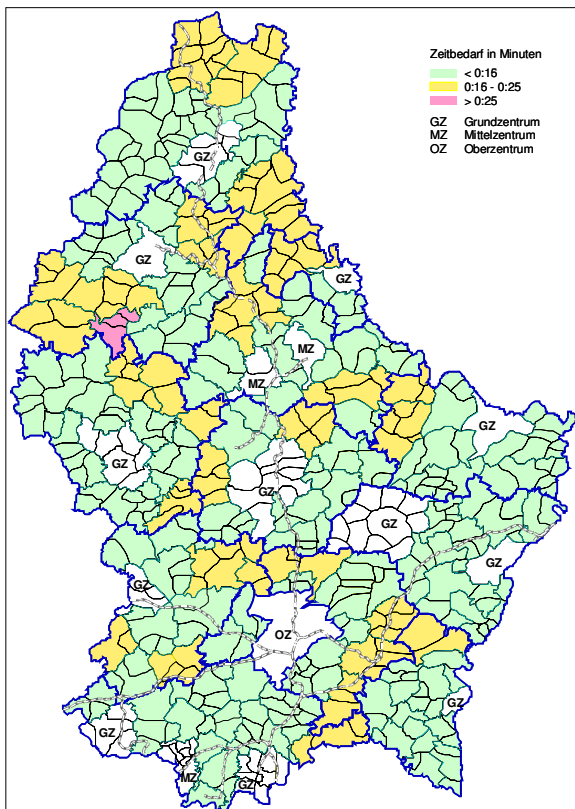 Zeitbedarf in Minuten
< 0:16
0:16 - 0:25
> 0:25
GZ Grundzentrum
MZ Mittelzentrum
OZ Oberzentrum
GZ
GZ
GZ
MZ
MZ
GZ
GZ
GZ
GZ
GZ
GZ
OZ
GZ
GZ
MZ
GZ